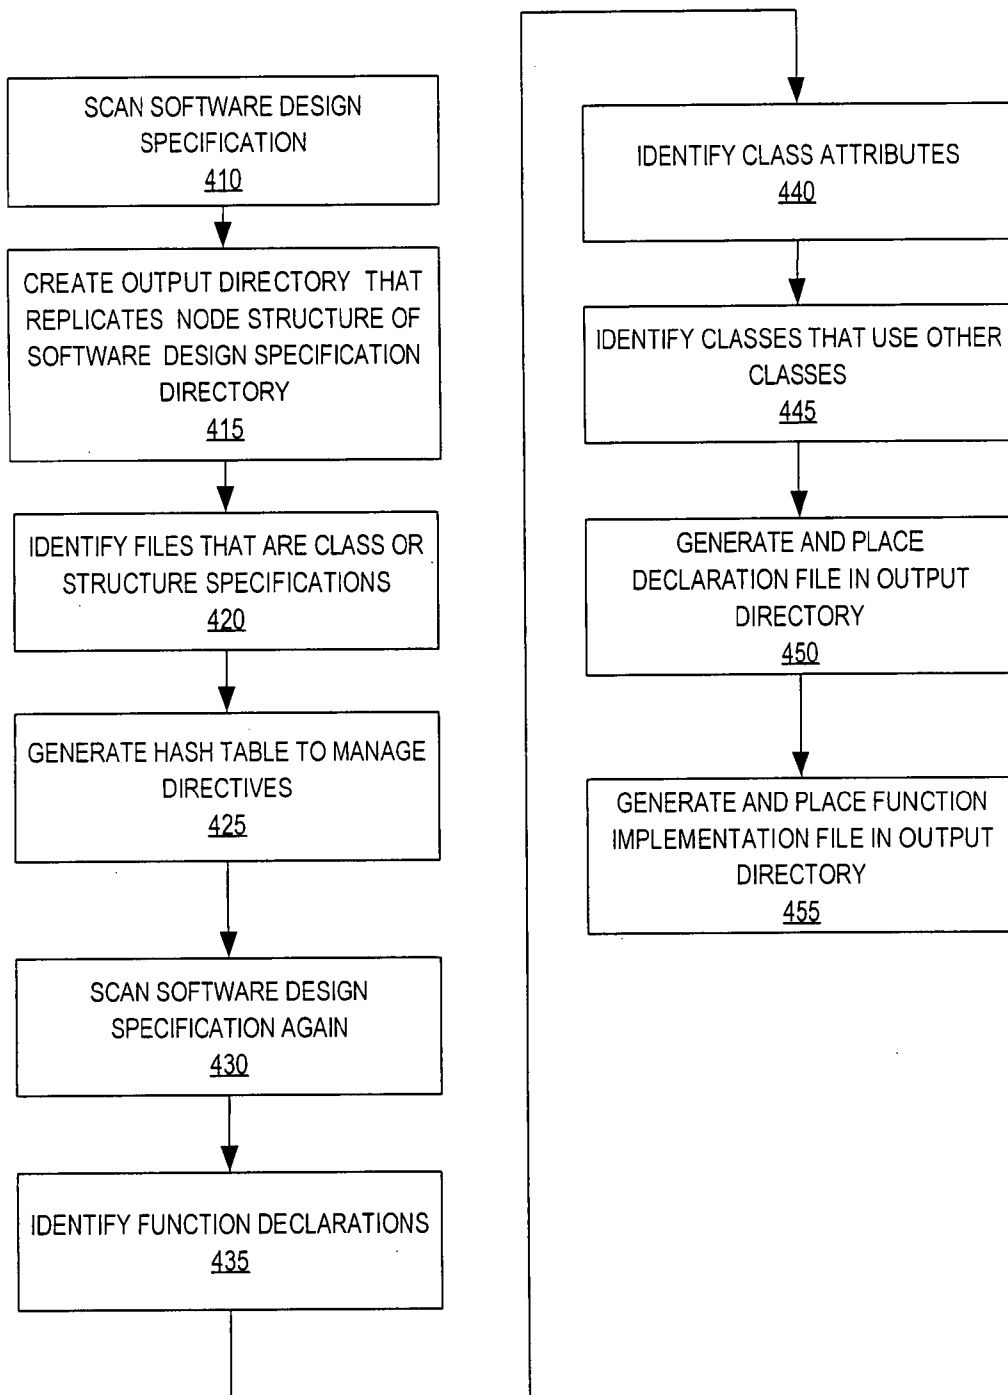 SCAN SOFTWARE DESIGN
SPECIFICATION
410
CREATE OUTPUT DIRECTORY THAT
REPLICATES NODE STRUCTURE OF
SOFTWARE DESIGN SPECIFICATION
DIRECTORY
415
IDENTIFY FILES THAT ARE CLASS OR
STRUCTURE SPECIFICATIONS
420
GENERATE HASH TABLE TO MANAGE
DIRECTIVES
425
SCAN SOFTWARE DESIGN
SPECIFICATION AGAIN
430
IDENTIFY FUNCTION DECLARATIONS
435
IDENTIFY CLASS ATTRIBUTES
440
IDENTIFY CLASSES THAT USE OTHER
CLASSES
445
GENERATE AND PLACE
DECLARATION FILE IN OUTPUT
DIRECTORY
450
GENERATE AND PLACE FUNCTION
IMPLEMENTATION FILE IN OUTPUT
DIRECTORY
455